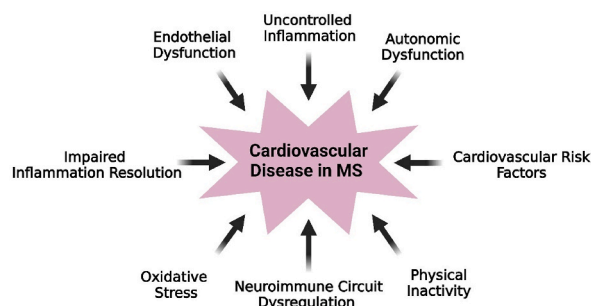 Uncontrolled
Inflammation
Endothelial
Dysfunction
Autonomic
Dysfunction
Cardiovascular
Disease in MS
Impaired
Inflammation Resolution
Cardiovascular Risk
Factors
Oxidative
Stress
Neuroimmune Circuit
Dysregulation
Physical
Inactivity